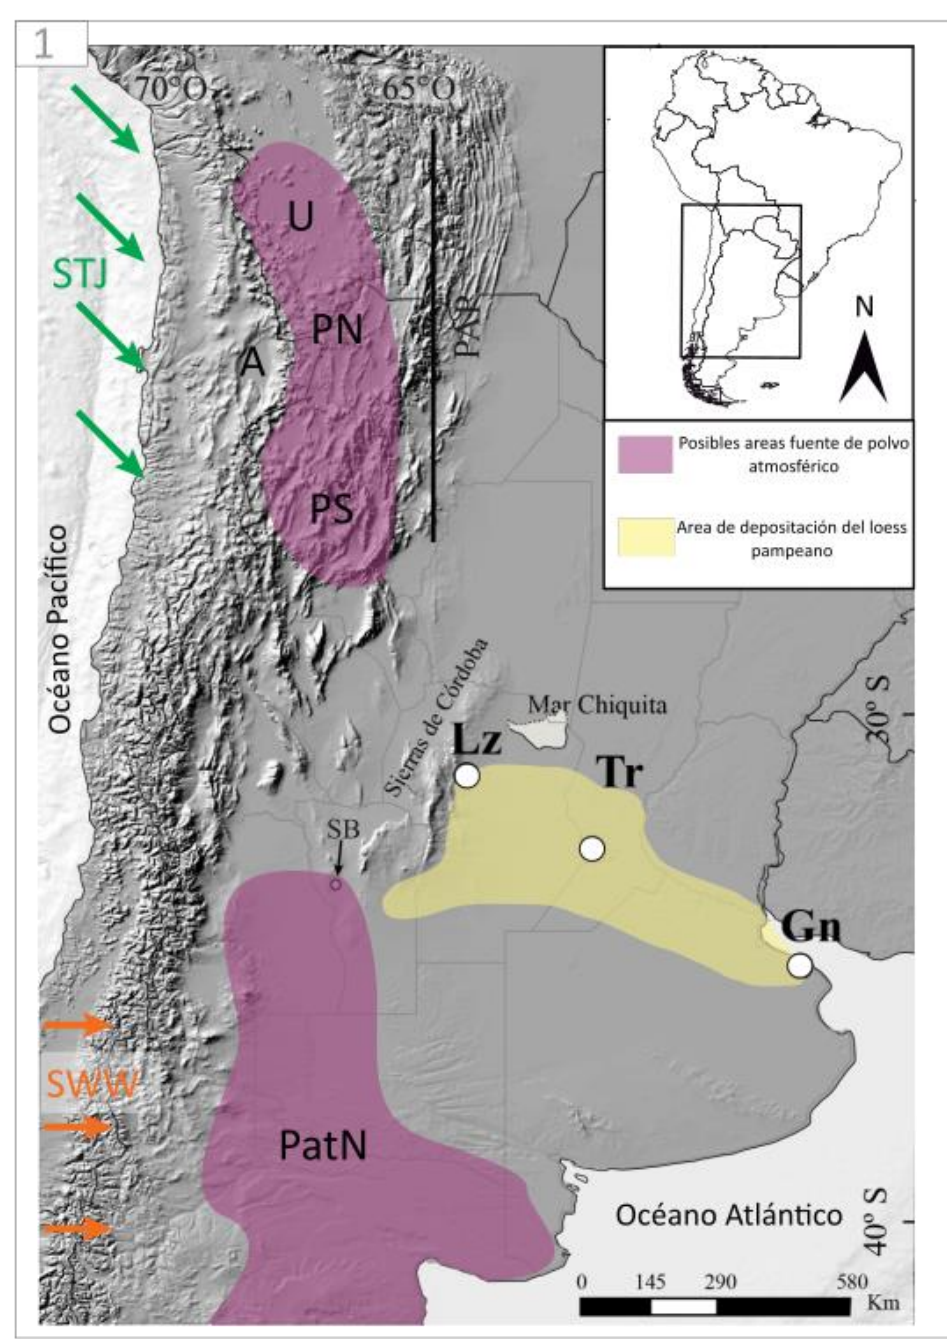 1
70°O
65°O
U
STJ
PN
PAP
A
PS
N
Posibles areas fuente de polvo
atmosférico
Area de depositación del loess
pampeano
Océano Pacífico
Sierras de Córdoba
Mar Chiquita
30º S
Lz
Tr
SB
Gn
SWW
PatN
Océano Atlántico
40º S
0 145 290 580
Km